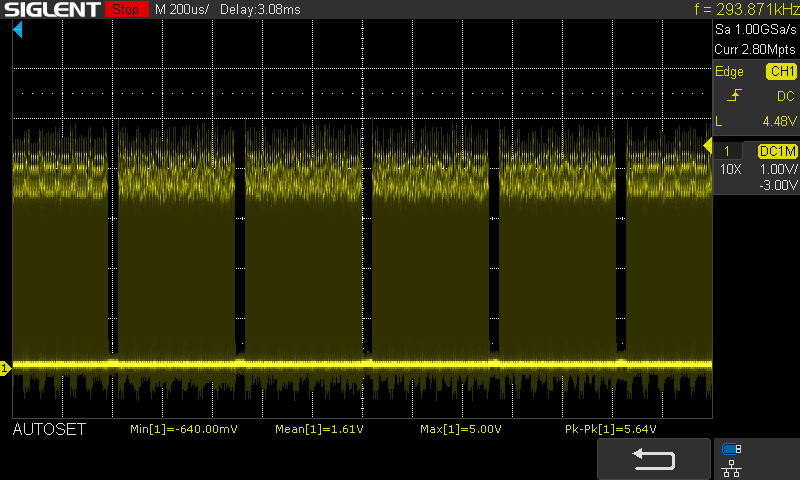 SIGLENT Stop M 200us/ Delay:3.08ms f = 293.871kHz
Sa 1.00GSa/s
Curr 2.80Mpts
Edge CH1
DC
L 4.48V
1 DC1M
10X 1.00V/
-3.00V
1
AUTOSET Min[1]=-640.00mV Mean[1]=1.61V Max[1]=5.00V Pk-Pk[1]=5.64V